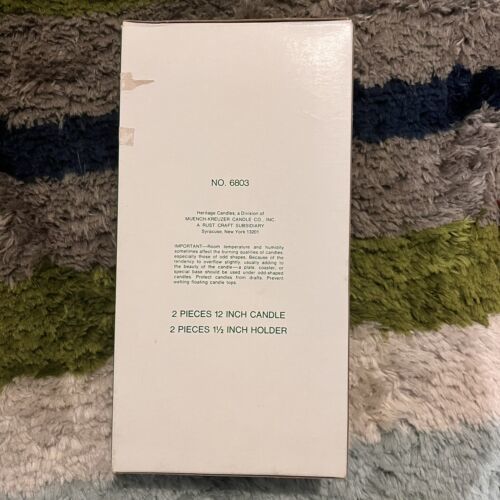 NO. 6803
Heritage Candles, a Division of
MUENCH-KREUZER CANDLE CO., INC.
A RUST CRAFT SUBSIDIARY
Syracuse, New York 13201
IMPORTANT—Room temperature and humidity
sometimes affect the burning qualities of candles,
especially those of odd shapes. Because of the
tendency to overflow slightly, usually adding to
the beauty of the candle—a plate, coaster, or
special base should be used under odd-shaped
candles. Protect candles from drafts. Prevent
wetting floating candle tops.
2 PIECES 12 INCH CANDLE
2 PIECES 1½ INCH HOLDER